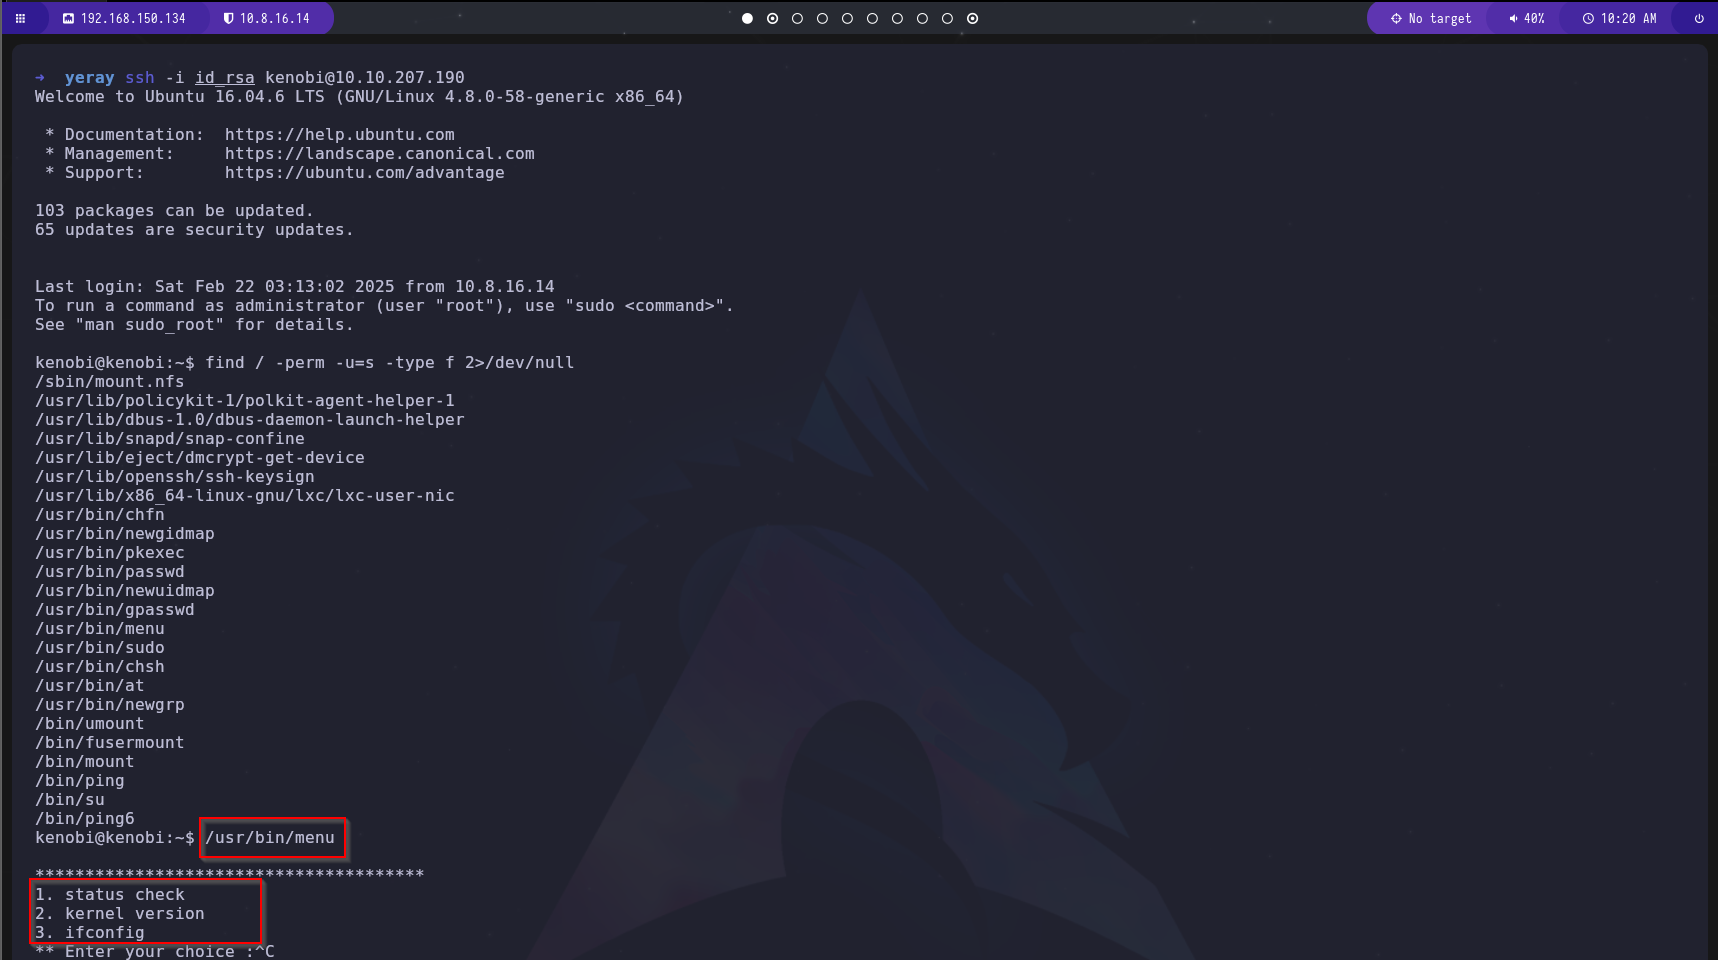 192.168.150.134 10.8.16.14 No target 40% 10:20 AM
→ yeray ssh -i id_rsa kenobi@10.10.207.190
Welcome to Ubuntu 16.04.6 LTS (GNU/Linux 4.8.0-58-generic x86_64)
* Documentation: https://help.ubuntu.com
* Management: https://landscape.canonical.com
* Support: https://ubuntu.com/advantage
103 packages can be updated.
65 updates are security updates.
Last login: Sat Feb 22 03:13:02 2025 from 10.8.16.14
To run a command as administrator (user "root"), use "sudo <command>".
See "man sudo_root" for details.
kenobi@kenobi:~$ find / -perm -u=s -type f 2>/dev/null
/sbin/mount.nfs
/usr/lib/policykit-1/polkit-agent-helper-1
/usr/lib/dbus-1.0/dbus-daemon-launch-helper
/usr/lib/snapd/snap-confine
/usr/lib/eject/dmcrypt-get-device
/usr/lib/openssh/ssh-keysign
/usr/lib/x86_64-linux-gnu/lxc/lxc-user-nic
/usr/bin/chfn
/usr/bin/newgidmap
/usr/bin/pkexec
/usr/bin/passwd
/usr/bin/newuidmap
/usr/bin/gpasswd
/usr/bin/menu
/usr/bin/sudo
/usr/bin/chsh
/usr/bin/at
/usr/bin/newgrp
/bin/umount
/bin/fusermount
/bin/mount
/bin/ping
/bin/su
/bin/ping6
kenobi@kenobi:~$ /usr/bin/menu
***************************************
1. status check
2. kernel version
3. ifconfig
** Enter your choice :^C